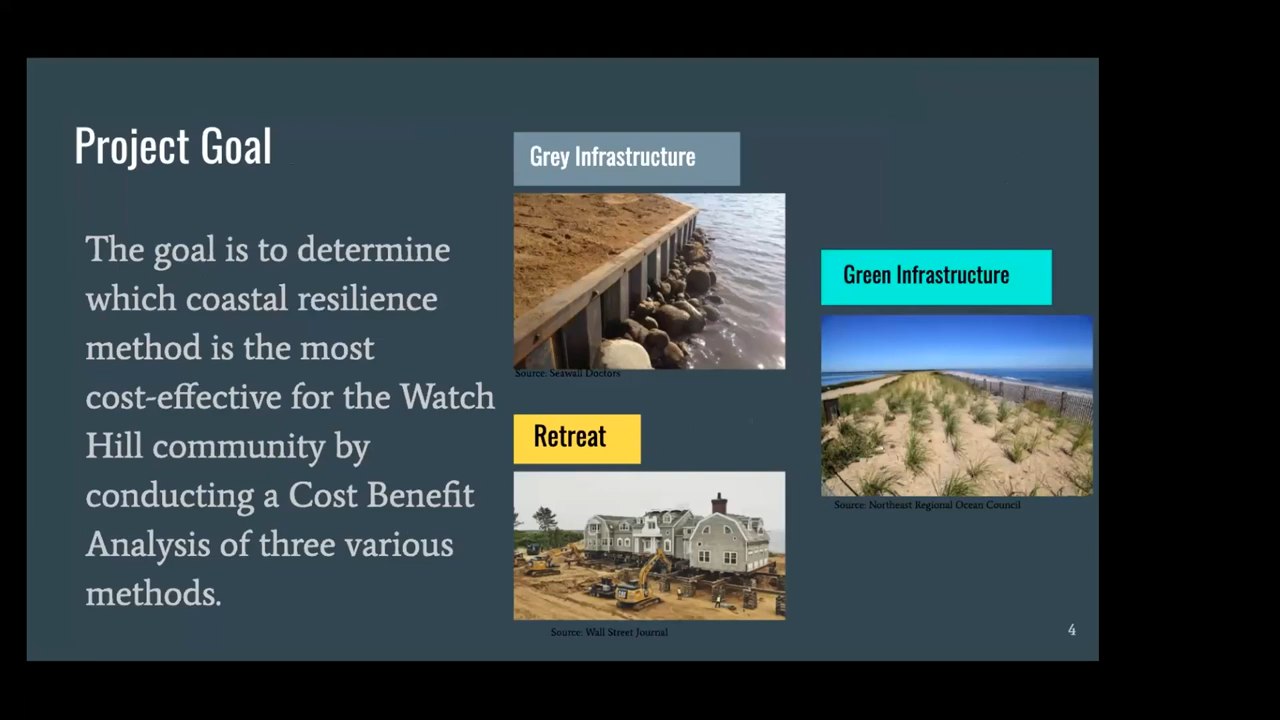 Project Goal
The goal is to determine
which coastal resilience
method is the most
cost-effective for the Watch
Hill community by
conducting a Cost Benefit
Analysis of three various
methods.
Grey Infrastructure
Source: Seawall Doctors
Retreat
Source: Wall Street Journal
Green Infrastructure
Source: Northeast Regional Ocean Council
4